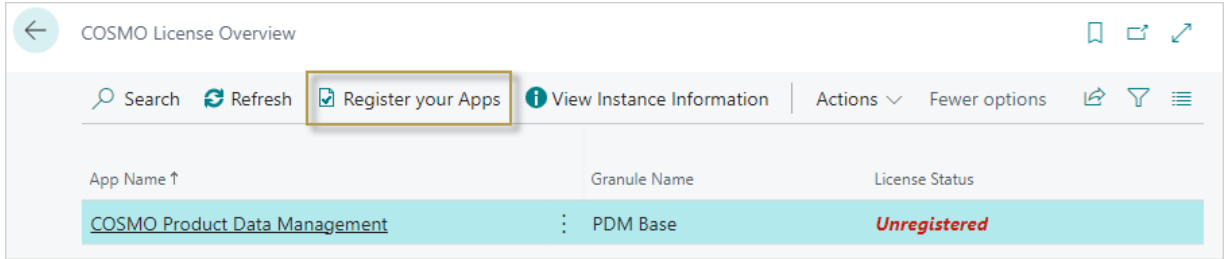 COSMO License Overview
Search Refresh Register your Apps View Instance Information Actions Fewer options
App Name ↑ Granule Name License Status
COSMO Product Data Management PDM Base Unregistered